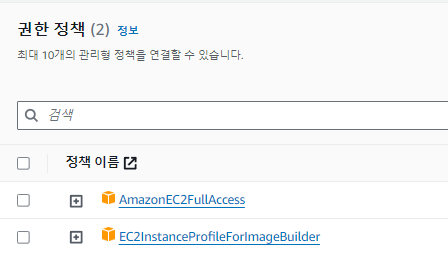 권한 정책 (2) 정보
최대 10개의 관리형 정책을 연결할 수 있습니다.
검색
정책 이름
AmazonEC2FullAccess
EC2InstanceProfileForImageBuilder